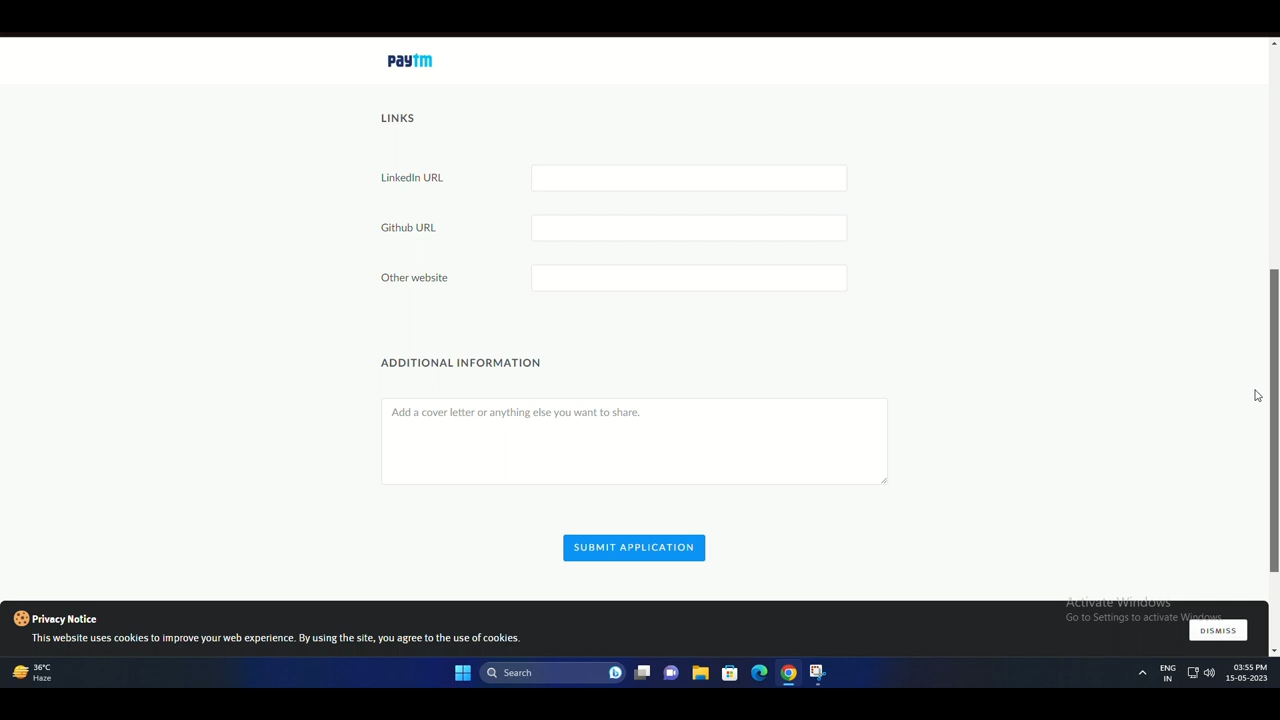 paytm
LINKS
LinkedIn URL
Github URL
Other website
ADDITIONAL INFORMATION
Add a cover letter or anything else you want to share.
SUBMIT APPLICATION
Privacy Notice
This website uses cookies to improve your web experience. By using the site, you agree to the use of cookies.
Activate Windows
Go to Settings to activate Windows.
DISMISS
36°C
Haze
Search
ENG
IN
03:55 PM
15-05-2023